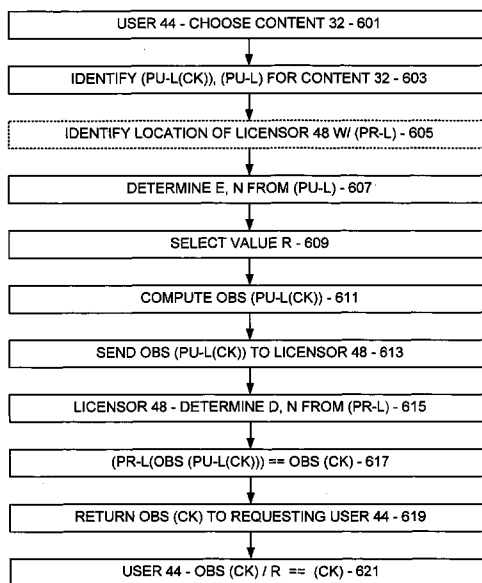 USER 44 - CHOOSE CONTENT 32 - 601
IDENTIFY (PU-L(CK)), (PU-L) FOR CONTENT 32 - 603
IDENTIFY LOCATION OF LICENSOR 48 W/ (PR-L) - 605
DETERMINE E, N FROM (PU-L) - 607
SELECT VALUE R - 609
COMPUTE OBS (PU-L(CK)) - 611
SEND OBS (PU-L(CK)) TO LICENSOR 48 - 613
LICENSOR 48 - DETERMINE D, N FROM (PR-L) - 615
(PR-L(OBS (PU-L(CK))) == OBS (CK) - 617
RETURN OBS (CK) TO REQUESTING USER 44 - 619
USER 44 - OBS (CK) / R == (CK) - 621